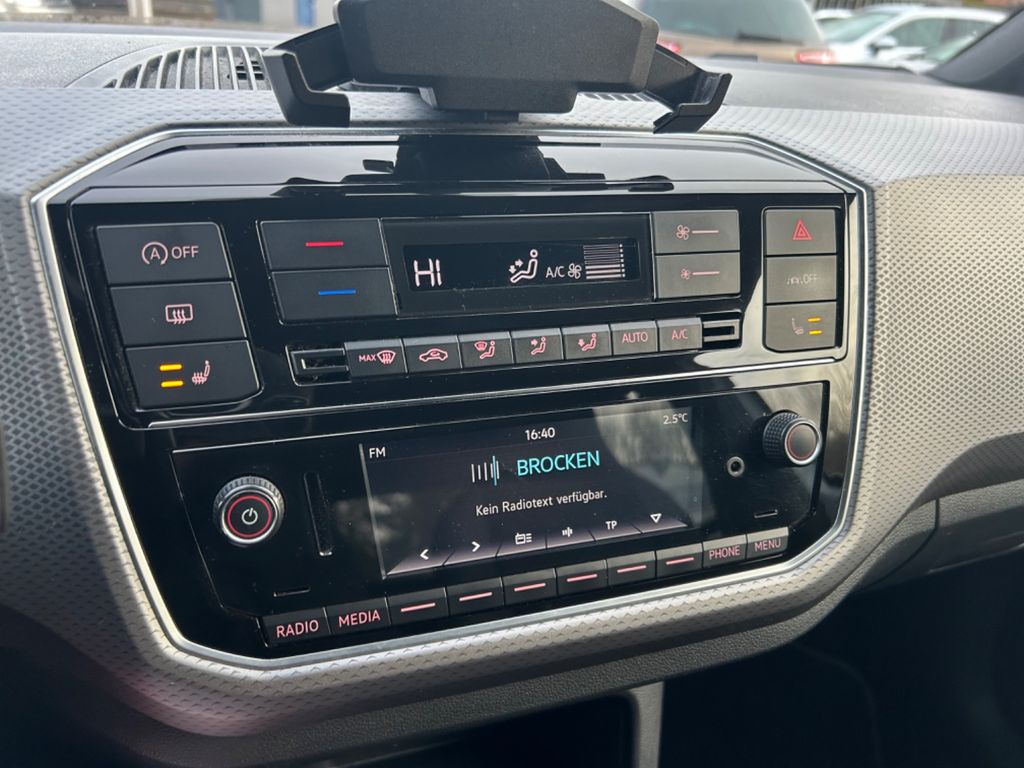 A OFF
HI
A/C
OFF
MAX
AUTO
A/C
FM
16:40
2.5°C
BROCKEN
Kein Radiotext verfügbar.
TP
RADIO
MEDIA
PHONE
MENU